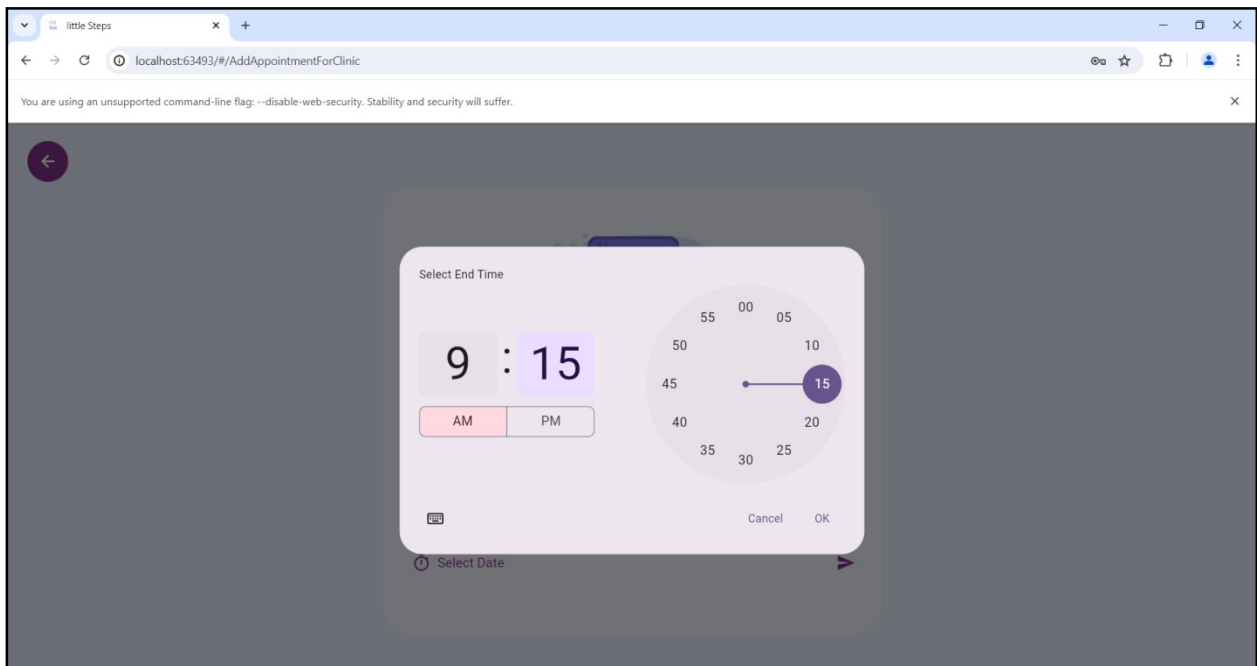 little Steps
localhost:63493/#/AddAppointmentForClinic
You are using an unsupported command-line flag: --disable-web-security. Stability and security will suffer.
Select End Time
9 : 15
AM PM
00
05
10
15
20
25
30
35
40
45
50
55
Cancel OK
Select Date